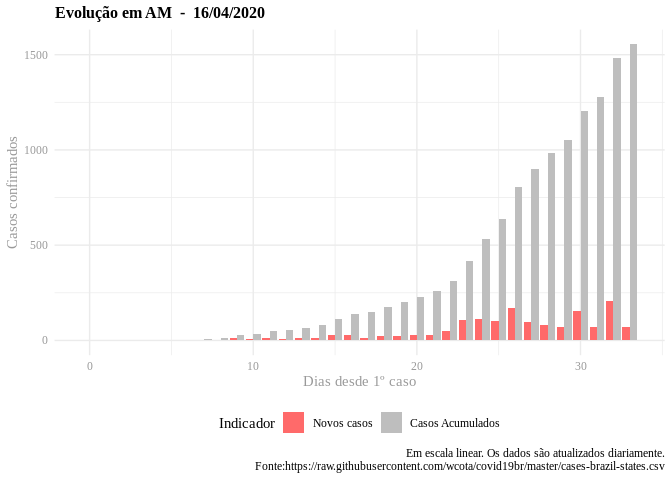 Evolução em AM - 16/04/2020
Casos confirmados
1500
1000
500
0
0
10
20
30
Dias desde 1º caso
Indicador
Novos casos
Casos Acumulados
Em escala linear. Os dados são atualizados diariamente.
Fonte:https://raw.githubusercontent.com/wcota/covid19br/master/cases-brazil-states.csv